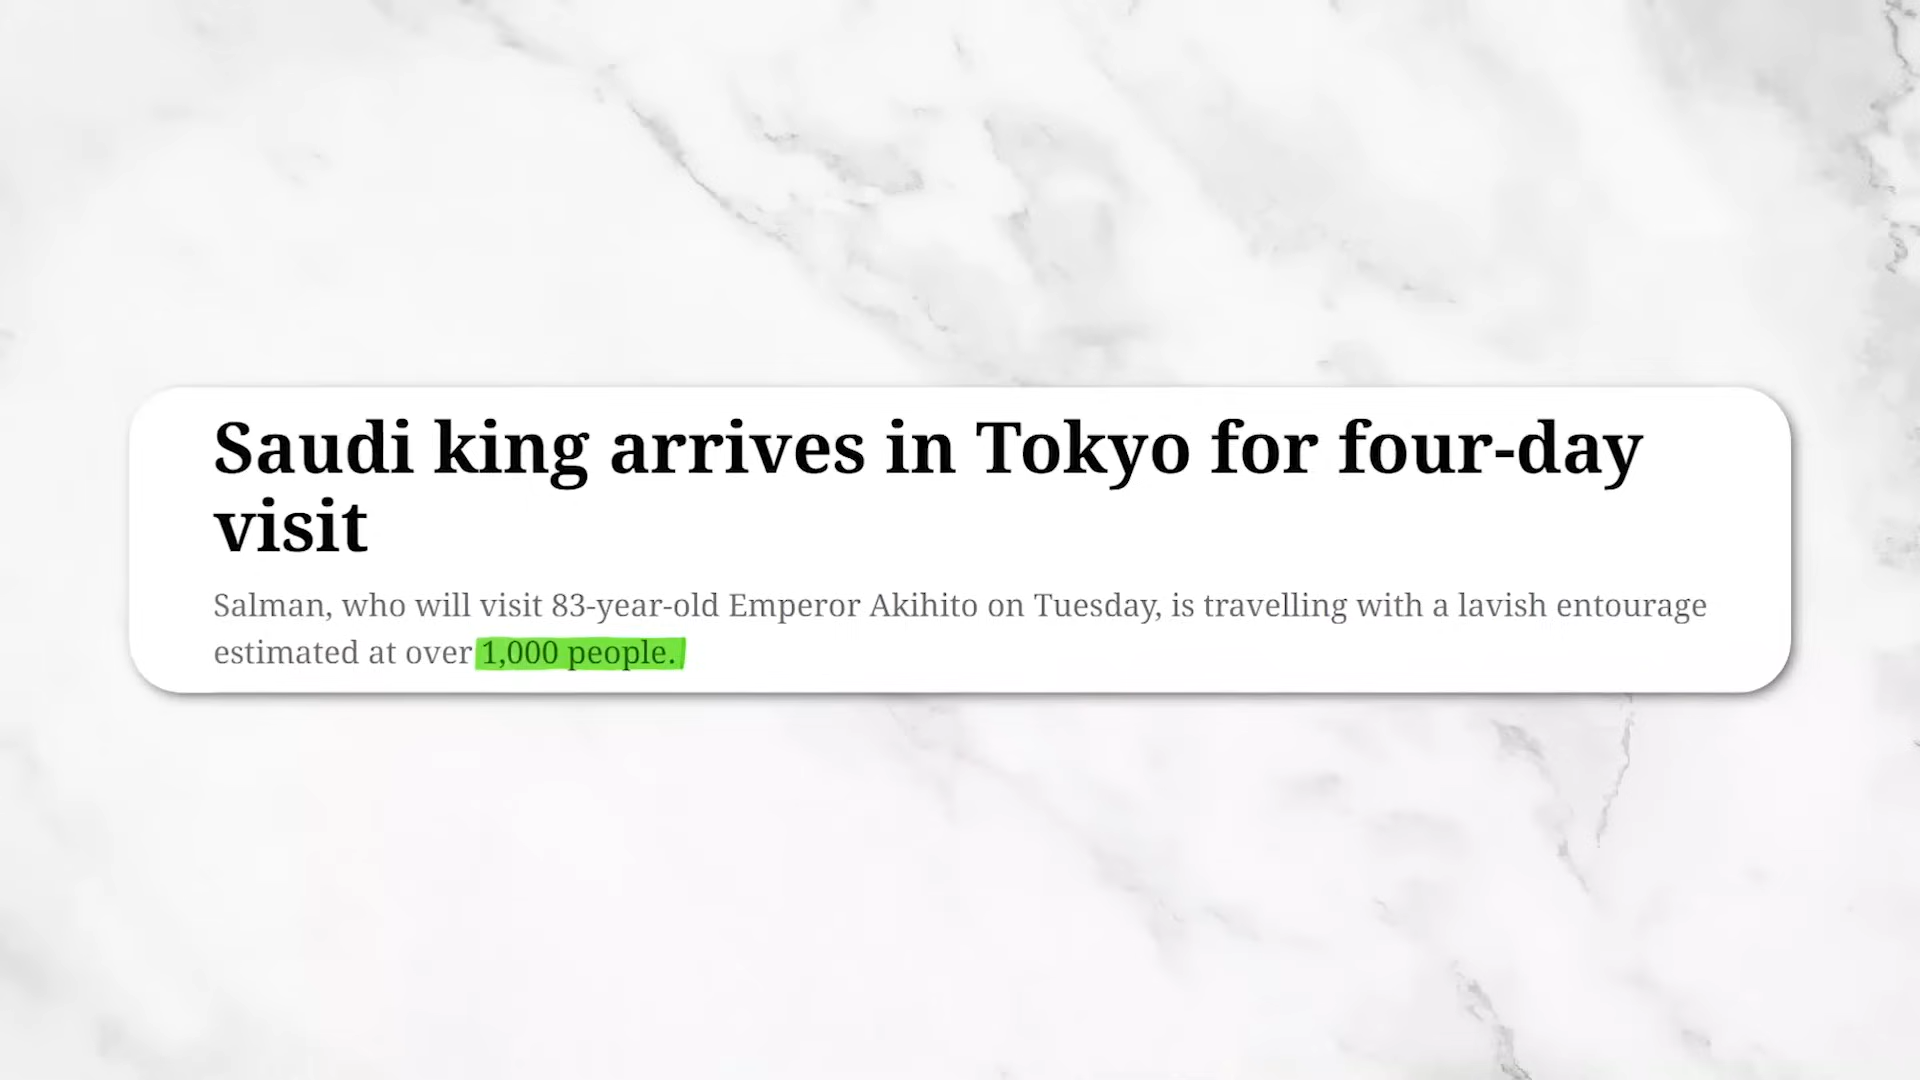 Saudi king arrives in Tokyo for four-day
visit
Salman, who will visit 83-year-old Emperor Akihito on Tuesday, is travelling with a lavish entourage
estimated at over 1,000 people.